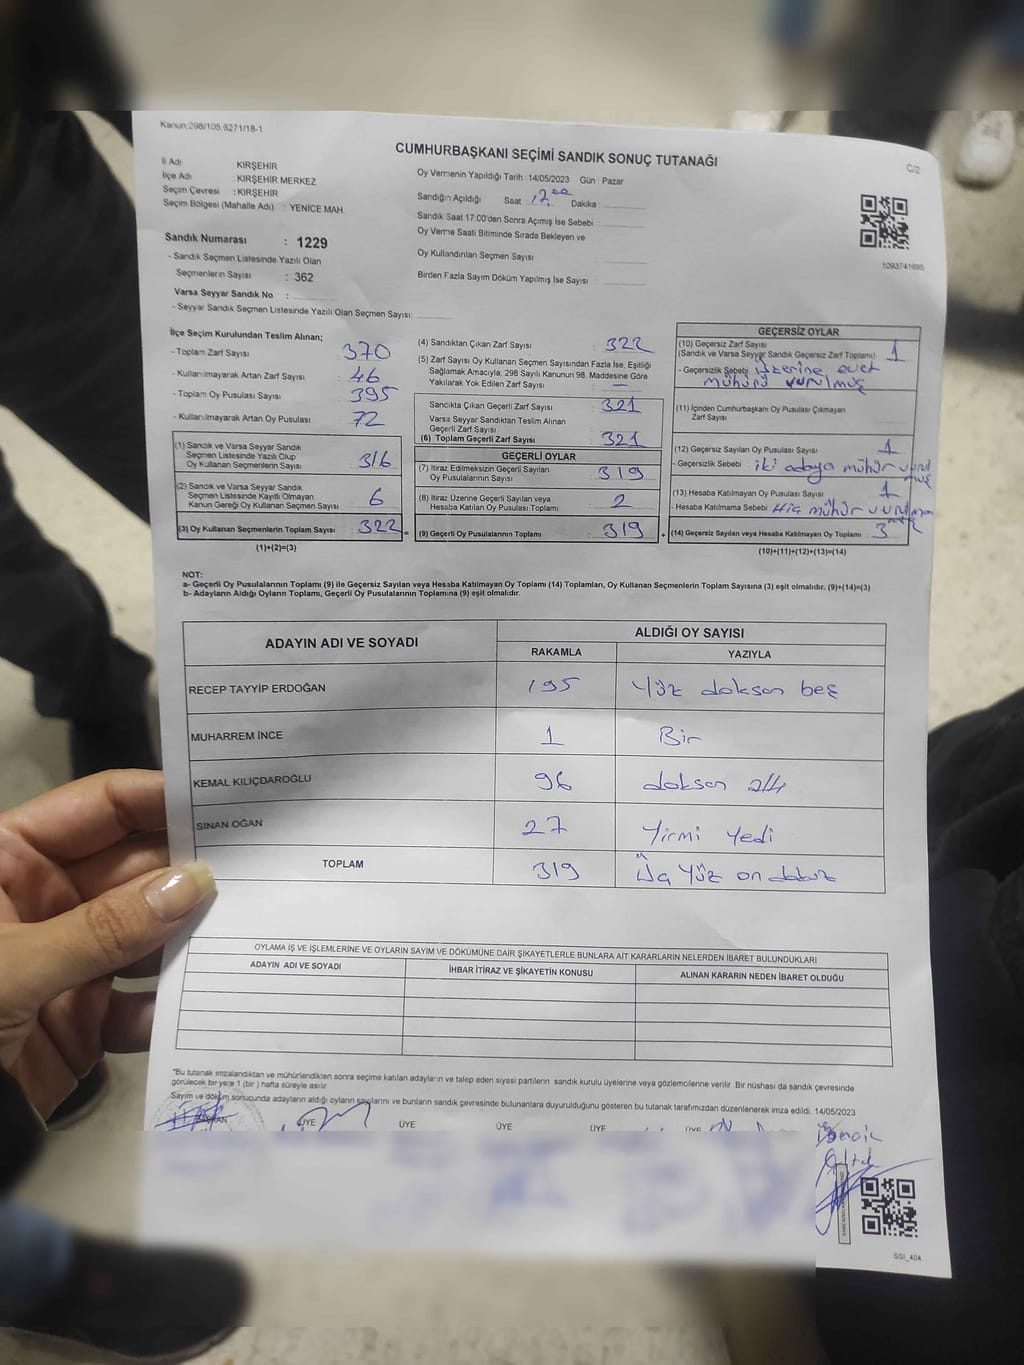 Kanun:298/105,6271/18-1
CUMHURBAŞKANI SEÇİMİ SANDIK SONUÇ TUTANAĞI
C/2
İl Adı : KIRŞEHİR
İlçe Adı : KIRŞEHİR MERKEZ
Seçim Çevresi : KIRŞEHİR
Seçim Bölgesi (Mahalle Adı) : YENİCE MAH
Sandık Numarası : 1229
- Sandık Seçmen Listesinde Yazılı Olan
Seçmenlerin Sayısı : 362
Varsa Seyyar Sandık No :
- Seyyar Sandık Seçmen Listesinde Yazılı Olan Seçmen Sayısı:
Oy Vermenin Yapıldığı Tarih :14/05/2023 Gün : Pazar
Sandığın Açıldığı Saat 17.00 Dakika :
Sandık Saat 17:00'den Sonra Açımış İse Sebebi :
Oy Verme Saati Bitiminde Sırada Bekleyen ve
Oy Kullandırılan Seçmen Sayısı
Birden Fazla Sayım Döküm Yapılmış İse Sayısı :
1093741695
İlçe Seçim Kurulundan Teslim Alınan;
- Toplam Zarf Sayısı : 370
- Kullanılmayarak Artan Zarf Sayısı : 46
- Toplam Oy Pusulası Sayısı : 395
- Kullanılmayarak Artan Oy Pusulası : 72
(1) Sandık ve Varsa Seyyar Sandık
Seçmen Listesinde Yazılı Olup
Oy Kullanan Seçmenlerin Sayısı : 316
(2) Sandık ve Varsa Seyyar Sandık
Seçmen Listesinde Kayıtlı Olmayan
Kanun Gereği Oy Kullanan Seçmen Sayısı : 6
(3) Oy Kullanan Seçmenlerin Toplam Sayısı : 322 =
(1)+(2)=(3)
(4) Sandıktan Çıkan Zarf Sayısı : 322
(5) Zarf Sayısı Oy Kullanan Seçmen Sayısından Fazla İse, Eşitliği
Sağlamak Amacıyla, 298 Sayılı Kanunun 98. Maddesine Göre
Yakılarak Yok Edilen Zarf Sayısı : —
Sandıkta Çıkan Geçerli Zarf Sayısı : 321
Varsa Seyyar Sandıktan Teslim Alınan
Geçerli Zarf Sayısı :
(6) Toplam Geçerli Zarf Sayısı : 321
GEÇERLİ OYLAR
(7) İtiraz Edilmeksizin Geçerli Sayılan
Oy Pusulalarının Sayısı : 319
(8) İtiraz Üzerine Geçerli Sayılan veya
Hesaba Katılan Oy Pusulası Toplamı : 2
(9) Geçerli Oy Pusulalarının Toplamı : 319 +
GEÇERSİZ OYLAR
(10) Geçersiz Zarf Sayısı
(Sandık ve Varsa Seyyar Sandık Geçersiz Zarf Toplamı) : 1
- Geçersizlik Sebebi : üzerine evet
mühürü vurulmuş
(11) İçinden Cumhurbaşkanı Oy Pusulası Çıkmayan
Zarf Sayısı :
(12) Geçersiz Sayılan Oy Pusulası Sayısı : 1
- Geçersizlik Sebebi : iki adaya mühür vurul
muş
(13) Hesaba Katılmayan Oy Pusulası Sayısı : 1
- Hesaba Katılmama Sebebi : Hiç mühür vurulmamış
(14) Geçersiz Sayılan veya Hesaba Katılmayan Oy Toplamı : 3
(10)+(11)+(12)+(13)=(14)
NOT:
a- Geçerli Oy Pusulalarının Toplamı (9) ile Geçersiz Sayılan veya Hesaba Katılmayan Oy Toplamı (14) Toplamları, Oy Kullanan Seçmenlerin Toplam Sayısına (3) eşit olmalıdır. (9)+(14)=(3)
b- Adayların Aldığı Oyların Toplamı, Geçerli Oy Pusulalarının Toplamına (9) eşit olmalıdır.
ADAYIN ADI VE SOYADI ALDIĞI OY SAYISI
RAKAMLA YAZIYLA
RECEP TAYYİP ERDOĞAN 195 Yüz doksan beş
MUHARREM İNCE 1 Bir
KEMAL KILIÇDAROĞLU 96 doksan altı
SİNAN OĞAN 27 Yirmi Yedi
TOPLAM 319 Üç Yüz on dokuz
OYLAMA İŞ VE İŞLEMLERİNE VE OYLARIN SAYIM VE DÖKÜMÜNE DAİR ŞİKAYETLERLE BUNLARA AİT KARARLARIN NELERDEN İBARET BULUNDUKLARI
ADAYIN ADI VE SOYADI İHBAR İTİRAZ VE ŞİKAYETİN KONUSU ALINAN KARARIN NEDEN İBARET OLDUĞU
"Bu tutanak imzalandıktan ve mühürlendikten sonra seçime katılan adayların ve talep eden siyasi partilerin sandık kurulu üyelerine veya gözlemcilerine verilir. Bir nüshası da sandık çevresinde
görülecek bir yere 1 (bir ) hafta süreyle asılır.
Sayım ve döküm sonucunda adayların aldığı oyların sayılarını ve bunların sandık çevresinde bulunanlara duyurulduğunu gösteren bu tutanak tarafımızdan düzenlenerek imza edildi. 14/05/2023
BAŞKAN ÜYE ÜYE ÜYE ÜYE ÜYE
SSI_404